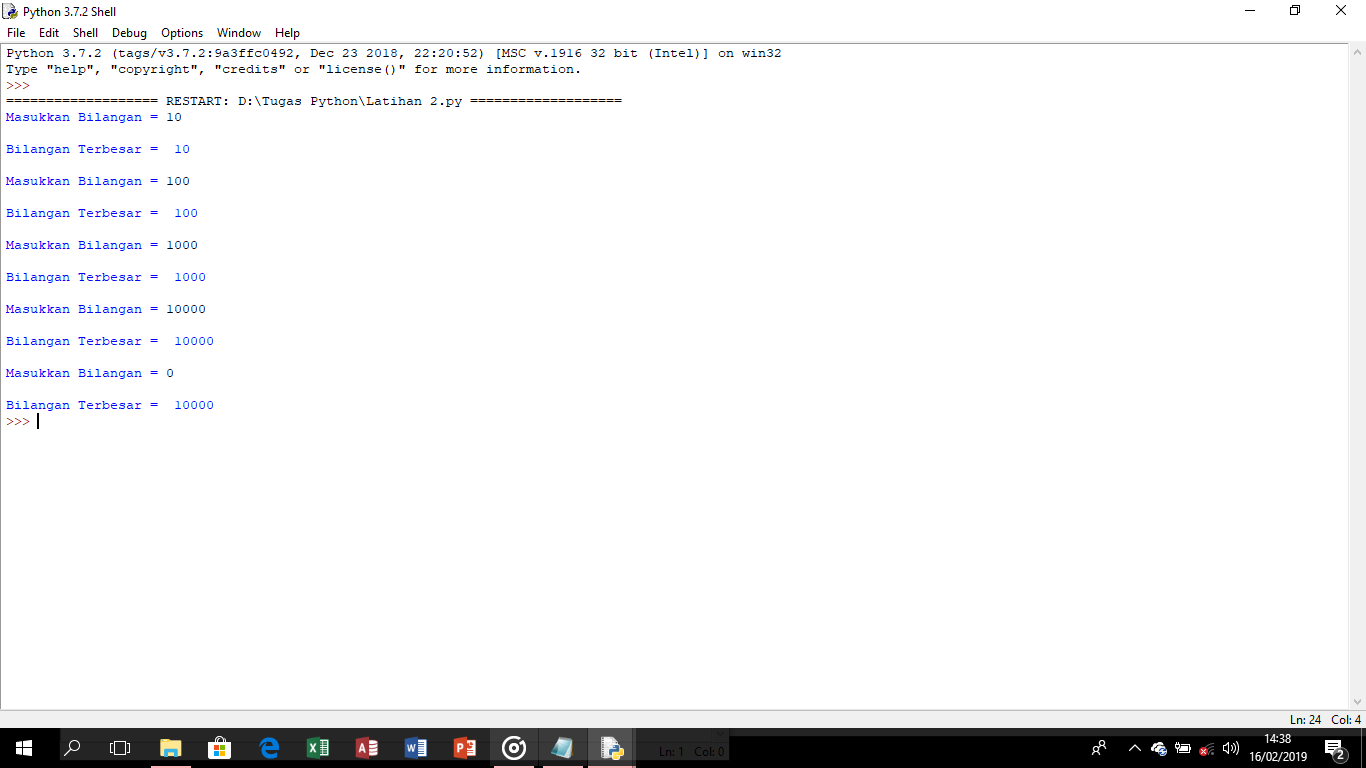 Python 3.7.2 Shell
File Edit Shell Debug Options Window Help
Python 3.7.2 (tags/v3.7.2:9a3ffc0492, Dec 23 2018, 22:20:52) [MSC v.1916 32 bit (Intel)] on win32
Type "help", "copyright", "credits" or "license()" for more information.
>>>
=================== RESTART: D:\Tugas Python\Latihan 2.py ===================
Masukkan Bilangan = 10
Bilangan Terbesar =  10
Masukkan Bilangan = 100
Bilangan Terbesar =  100
Masukkan Bilangan = 1000
Bilangan Terbesar =  1000
Masukkan Bilangan = 10000
Bilangan Terbesar =  10000
Masukkan Bilangan = 0
Bilangan Terbesar =  10000
>>>
Ln: 24 Col: 4
Ln: 1 Col: 0
14:38
16/02/2019
2